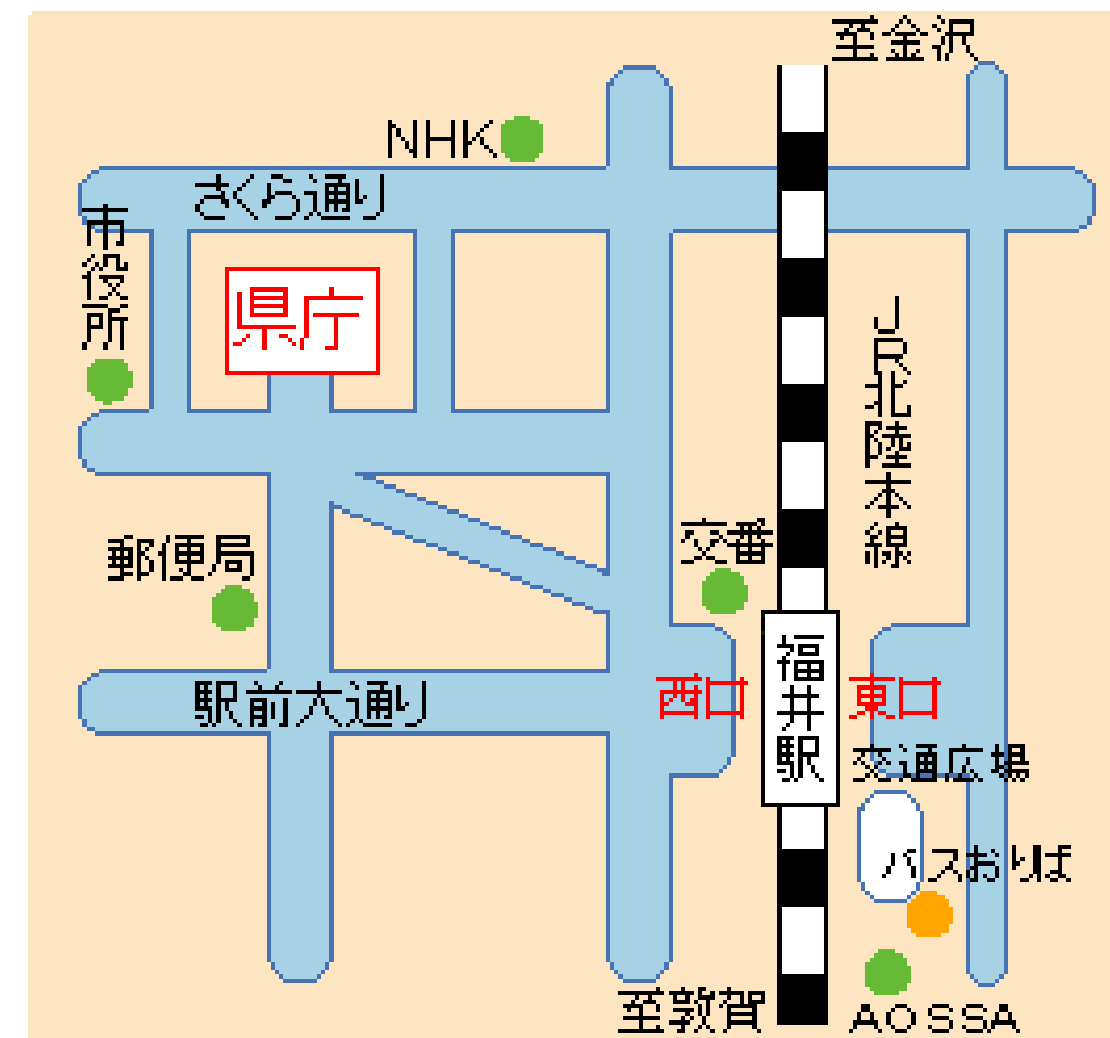 至金沢
NHK
さくら通り
市役所
県庁
JR北陸本線
交番
郵便局
福井駅
西口
東口
駅前大通り
交通広場
バスおりば
至敦賀
AOSSA